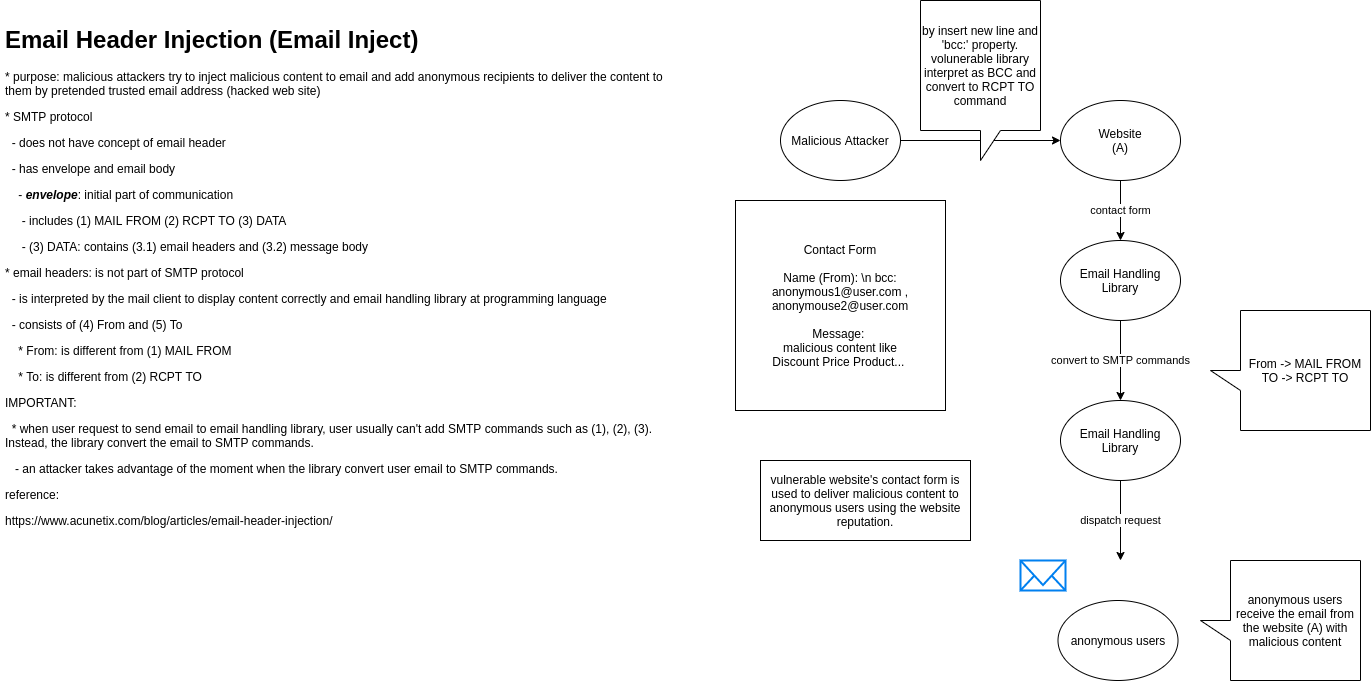 Email Header Injection (Email Inject)
* purpose: malicious attackers try to inject malicious content to email and add anonymous recipients to deliver the content to
them by pretended trusted email address (hacked web site)
* SMTP protocol
- does not have concept of email header
- has envelope and email body
- envelope: initial part of communication
- includes (1) MAIL FROM (2) RCPT TO (3) DATA
- (3) DATA: contains (3.1) email headers and (3.2) message body
* email headers: is not part of SMTP protocol
- is interpreted by the mail client to display content correctly and email handling library at programming language
- consists of (4) From and (5) To
* From: is different from (1) MAIL FROM
* To: is different from (2) RCPT TO
IMPORTANT:
* when user request to send email to email handling library, user usually can't add SMTP commands such as (1), (2), (3).
Instead, the library convert the email to SMTP commands.
- an attacker takes advantage of the moment when the library convert user email to SMTP commands.
reference:
https://www.acunetix.com/blog/articles/email-header-injection/
by insert new line and
'bcc:' property.
volunerable library
interpret as BCC and
convert to RCPT TO
command
Malicious Attacker
Website
(A)
contact form
Contact Form
Name (From): \n bcc:
anonymous1@user.com ,
anonymouse2@user.com
Message:
malicious content like
Discount Price Product...
Email Handling
Library
convert to SMTP commands
From -> MAIL FROM
TO -> RCPT TO
Email Handling
Library
vulnerable website's contact form is
used to deliver malicious content to
anonymous users using the website
reputation.
dispatch request
anonymous users
anonymous users
receive the email from
the website (A) with
malicious content